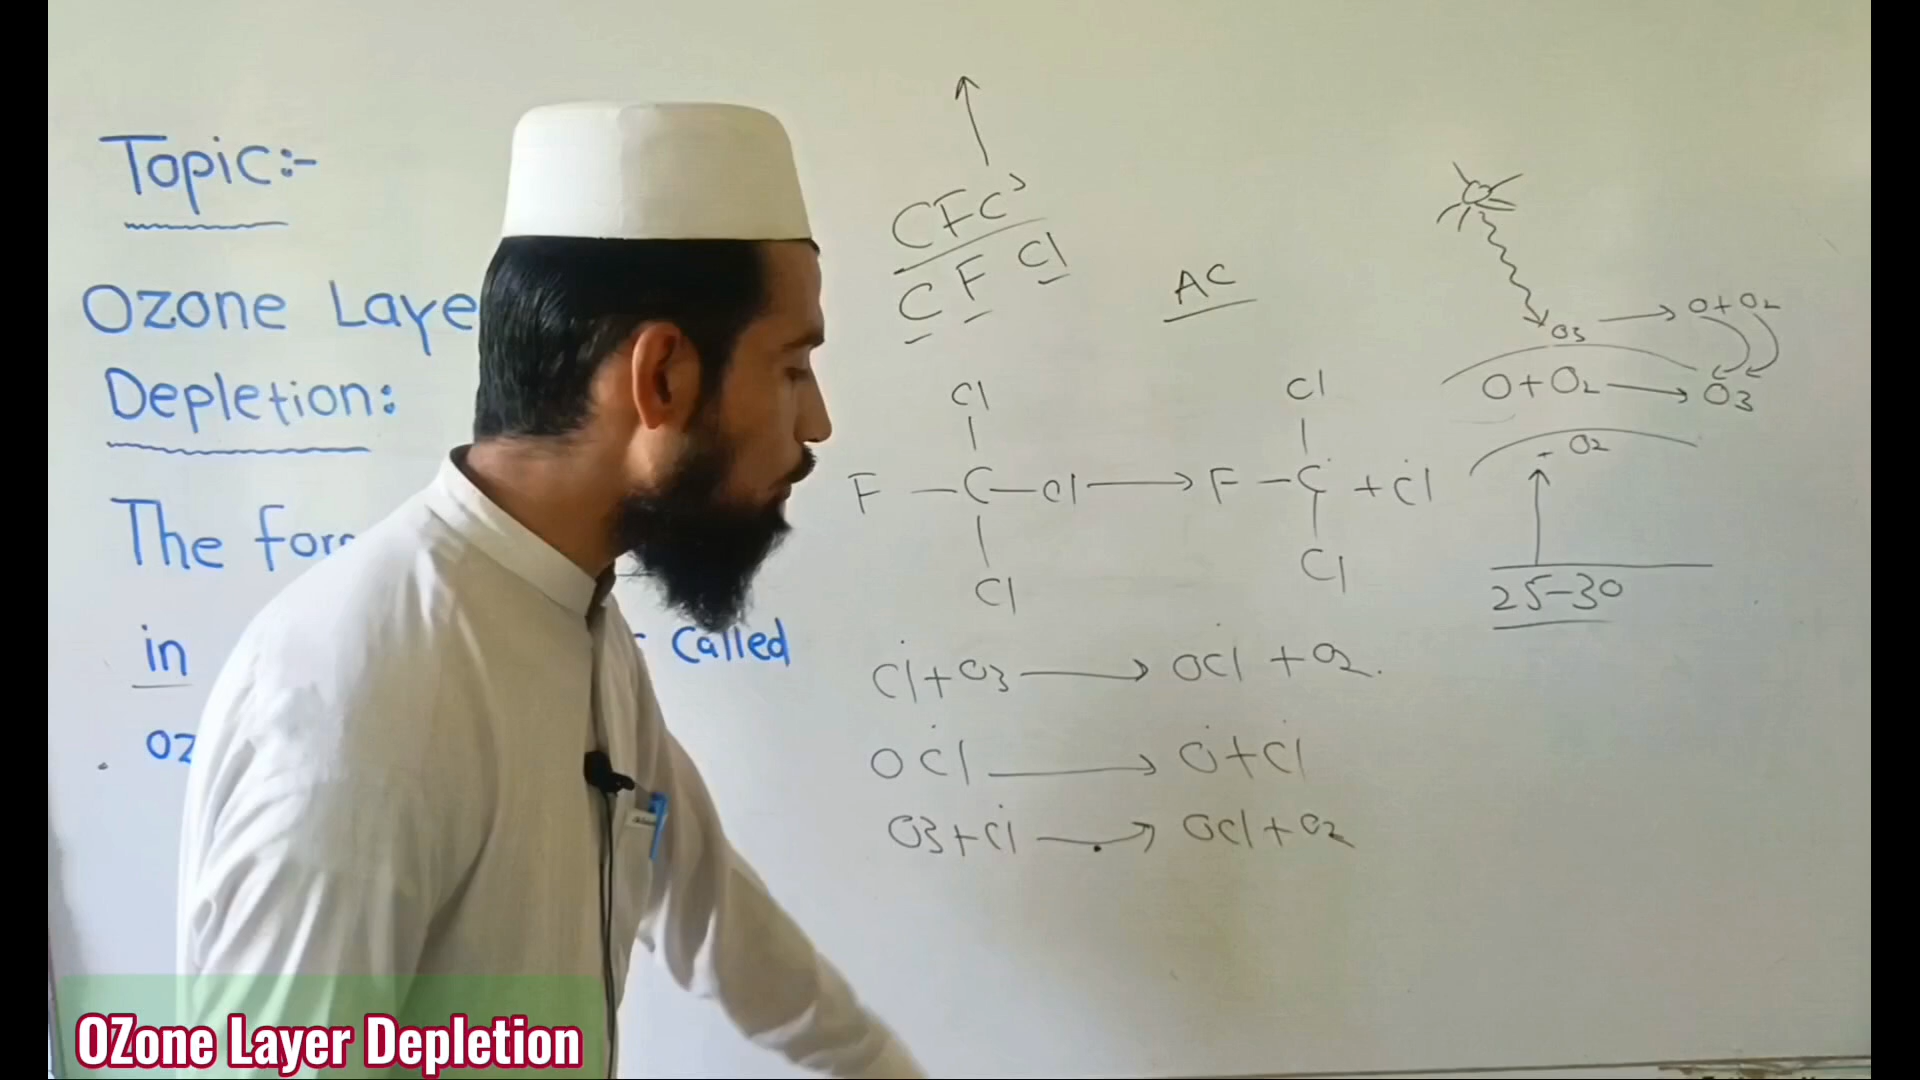 Topic:-
Ozone Laye
Depletion:
The for
in
called
oz
CFC's
C F Cl
AC
O3 → O+O2
O+O2 → O3
O2
25-30
Cl
F — C — Cl → F — C + Cl
Cl
Cl
Cl
Cl + O3 → OCl + O2.
OCl → O + Cl
O3 + Cl → OCl + O2
OZone Layer Depletion